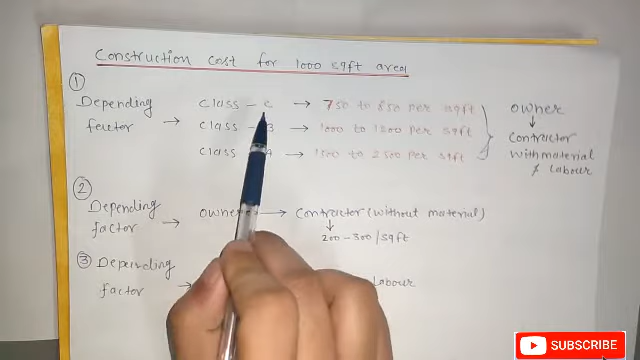 Construction cost for 1000 sqft area
①
Depending factor → class - C → 750 to 850 per sqft
class - B → 1000 to 1200 per sqft
class A → 1500 to 2500 per sqft
owner
↓
contractor
with material
& Labour
②
Depending factor → owner → contractor (without material)
↓
200 - 300 / sqft
③ Depending factor → Labour
SUBSCRIBE